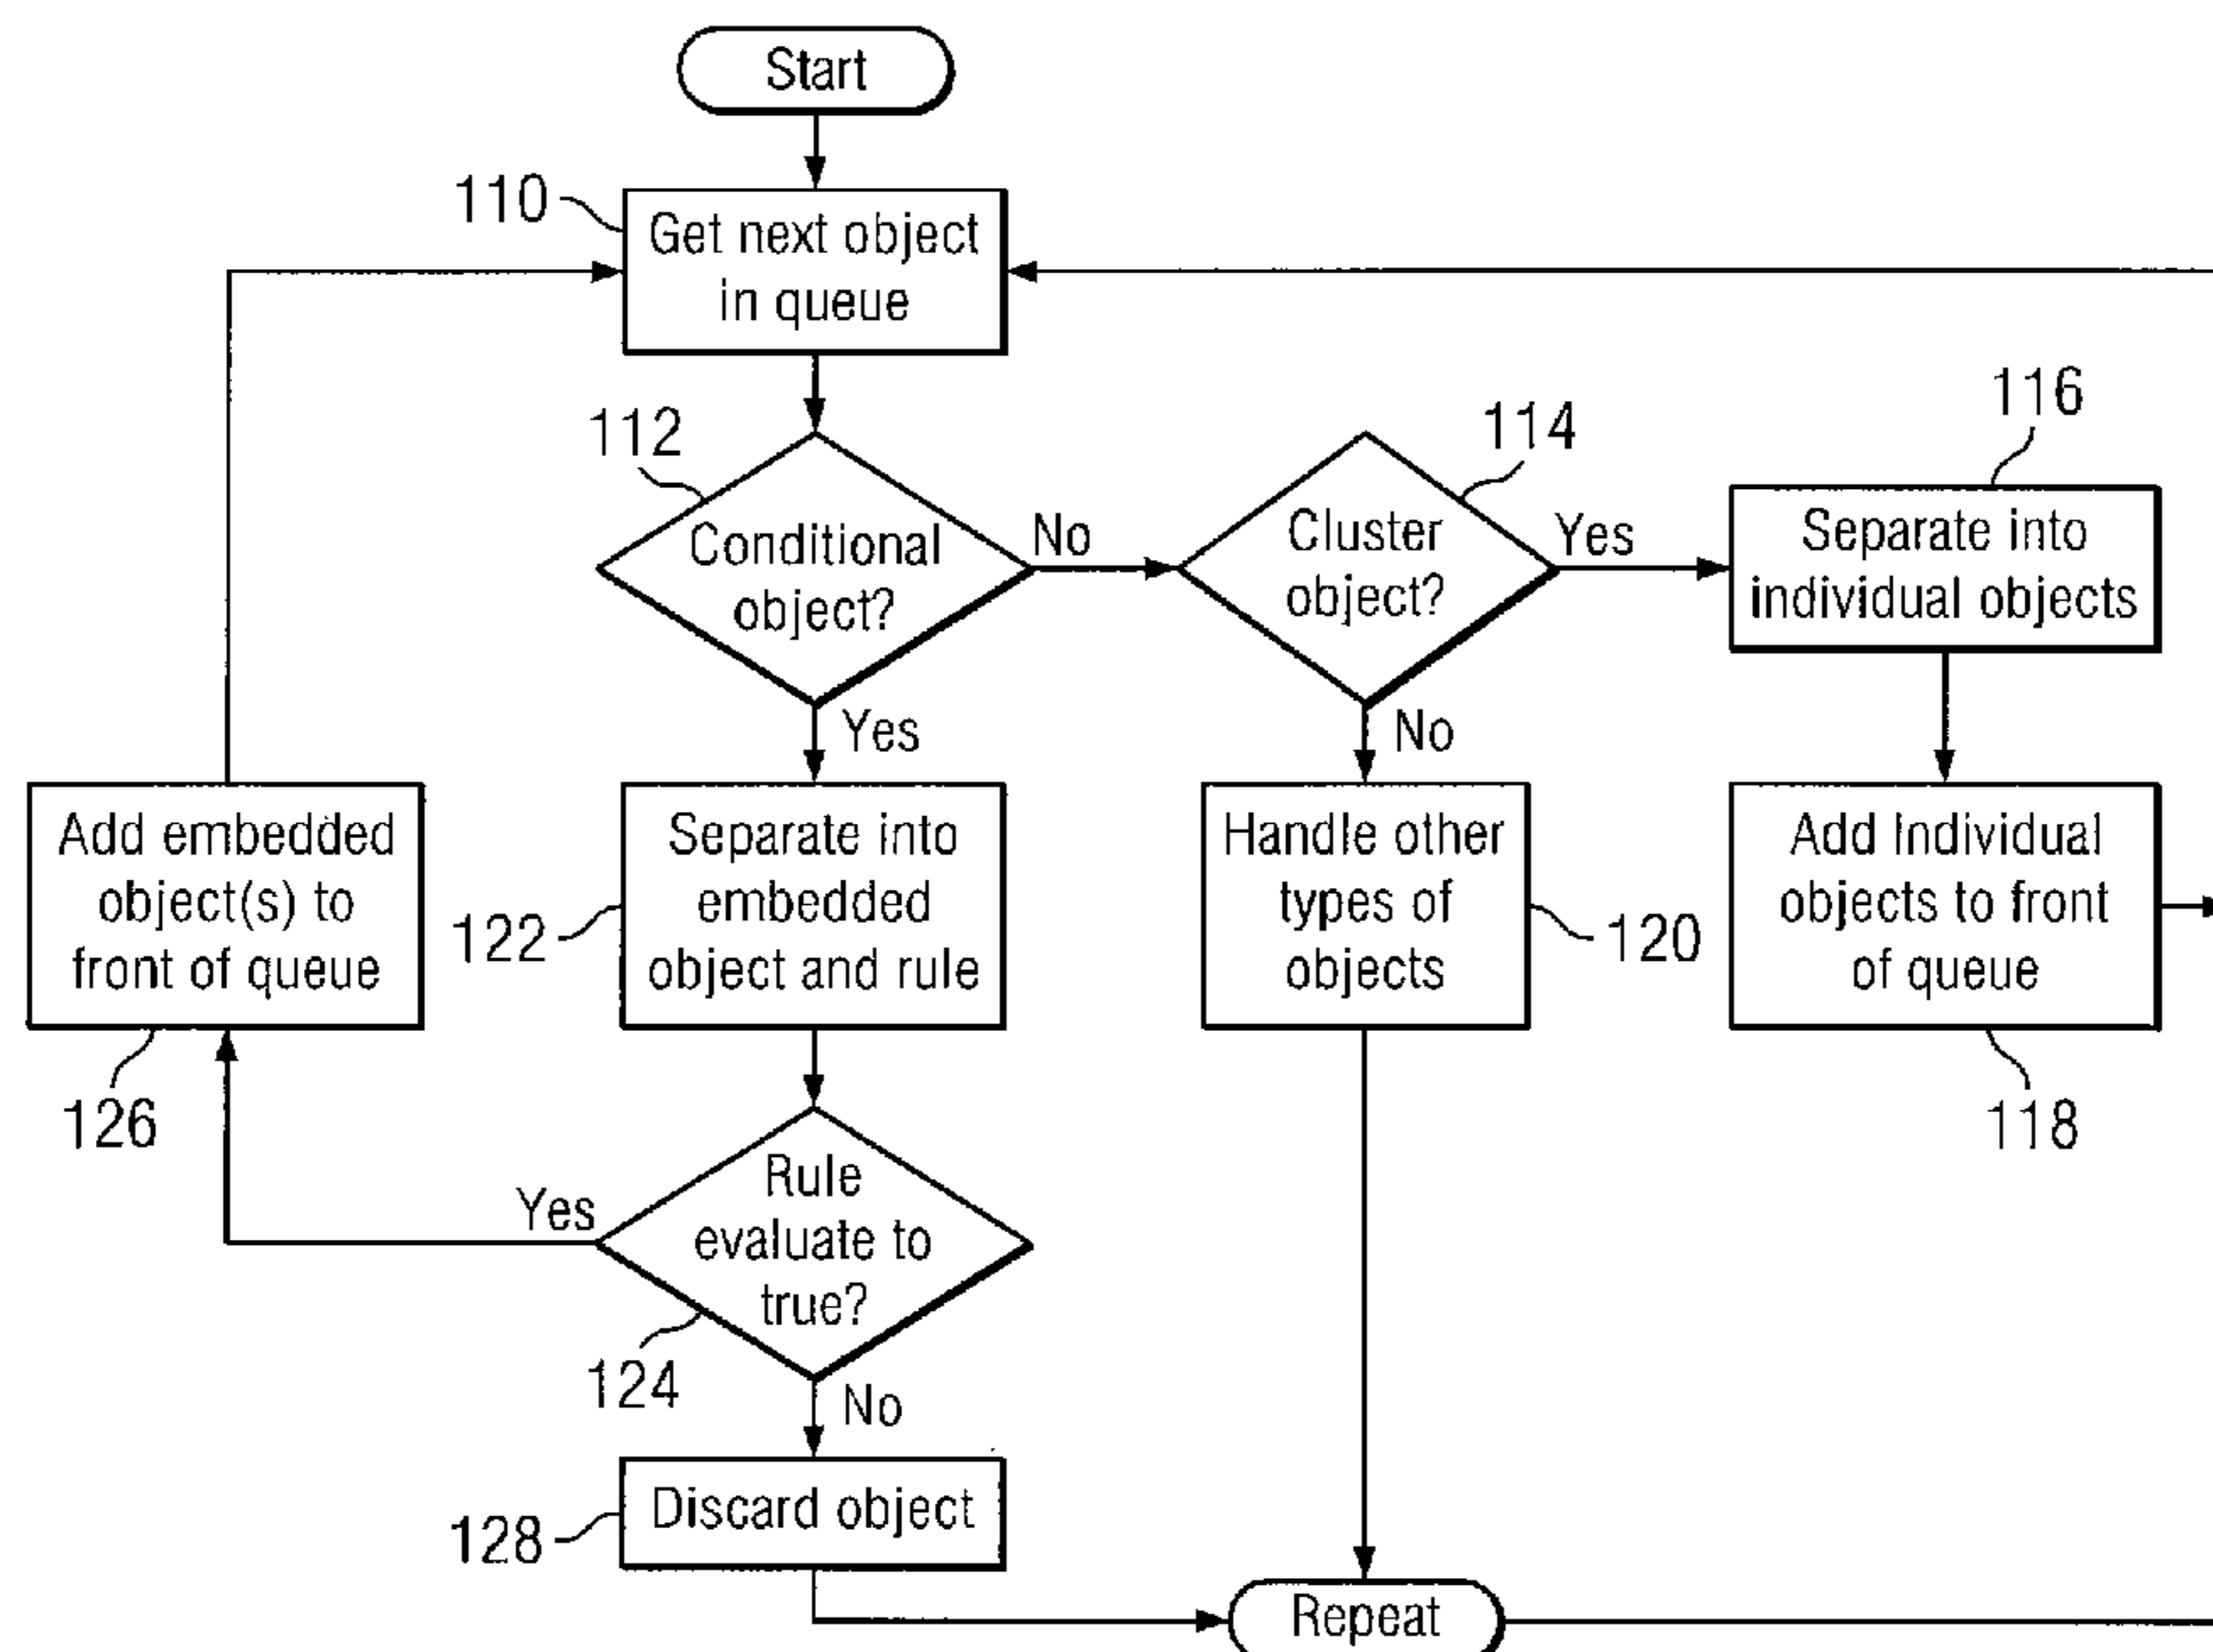 Start
110
Get next object
in queue
112
Conditional
object?
No
114
Cluster
object?
Yes
116
Separate into
individual objects
Yes
No
Add embedded
object(s) to
front of queue
126
122
Separate into
embedded
object and rule
Handle other
types of
objects
120
Add Individual
objects to front
of queue
118
Yes
Rule
evaluate to
true?
124
No
128
Discard object
Repeat